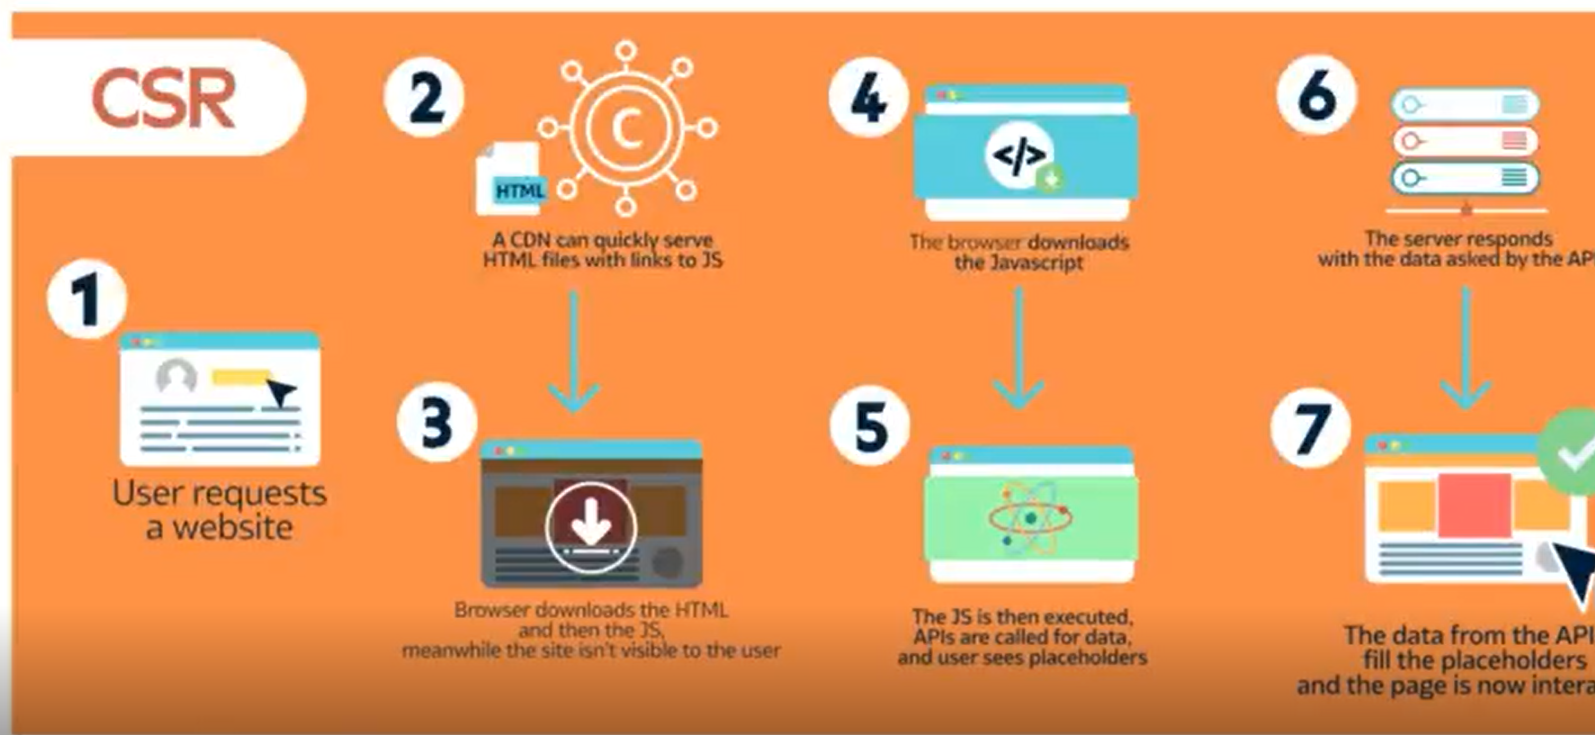 CSR
1
User requests
a website
2
C
HTML
A CDN can quickly serve
HTML files with links to JS
3
Browser downloads the HTML
and then the JS,
meanwhile the site isn't visible to the user
4
</>
The browser downloads
the Javascript
5
The JS is then executed,
APIs are called for data,
and user sees placeholders
6
The server responds
with the data asked by the API
7
The data from the API
fill the placeholders
and the page is now intera